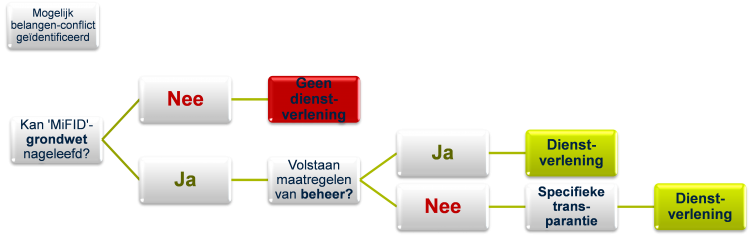 Mogelijk
belangen-conflict
geïdentificeerd
Kan 'MiFID'-
grondwet
nageleefd?
Nee
Geen
dienst-
verlening
Ja
Volstaan
maatregelen
van beheer?
Ja
Dienst-
verlening
Nee
Specifieke
trans-
parantie
Dienst-
verlening